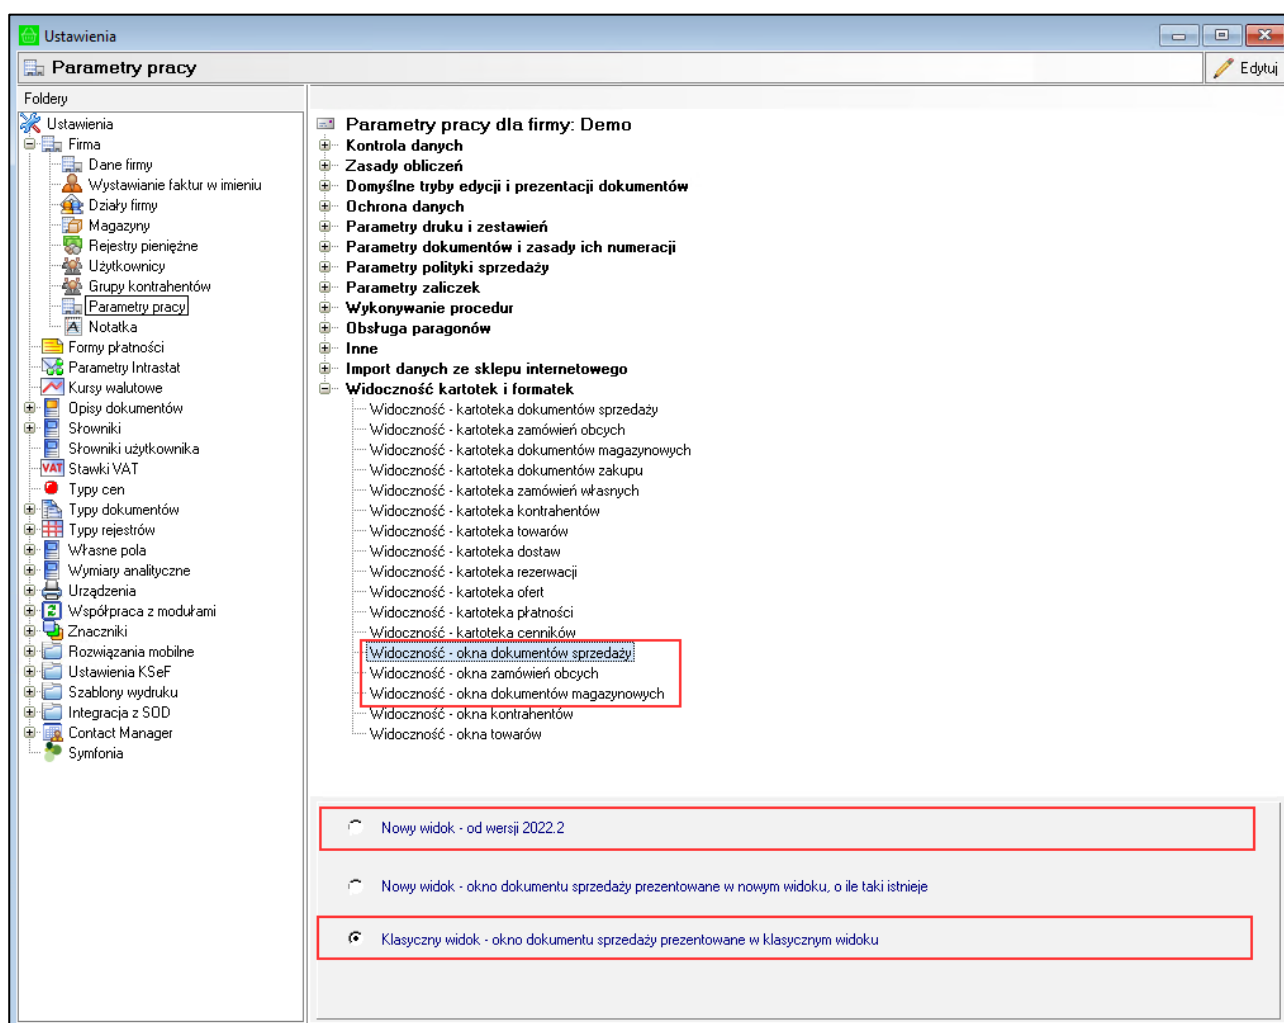 Ustawienia
Parametry pracy
Edytuj
Foldery
Ustawienia
Firma
Dane firmy
Wystawianie faktur w imieniu
Działy firmy
Magazyny
Rejestry pieniężne
Użytkownicy
Grupy kontrahentów
Parametry pracy
Notatka
Formy płatności
Parametry Intrastat
Kursy walutowe
Opisy dokumentów
Słowniki
Słowniki użytkownika
VAT Stawki VAT
Typy cen
Typy dokumentów
Typy rejestrów
Własne pola
Wymiary analityczne
Urządzenia
Współpraca z modułami
Znaczniki
Rozwiązania mobilne
Ustawienia KSeF
Szablony wydruku
Integracja z SOD
Contact Manager
Symfonia
Parametry pracy dla firmy: Demo
Kontrola danych
Zasady obliczeń
Domyślne tryby edycji i prezentacji dokumentów
Ochrona danych
Parametry druku i zestawień
Parametry dokumentów i zasady ich numeracji
Parametry polityki sprzedaży
Parametry zaliczek
Wykonywanie procedur
Obsługa paragonów
Inne
Import danych ze sklepu internetowego
Widoczność kartotek i formatek
Widoczność - kartoteka dokumentów sprzedaży
Widoczność - kartoteka zamówień obcych
Widoczność - kartoteka dokumentów magazynowych
Widoczność - kartoteka dokumentów zakupu
Widoczność - kartoteka zamówień własnych
Widoczność - kartoteka kontrahentów
Widoczność - kartoteka towarów
Widoczność - kartoteka dostaw
Widoczność - kartoteka rezerwacji
Widoczność - kartoteka ofert
Widoczność - kartoteka płatności
Widoczność - kartoteka cenników
Widoczność - okna dokumentów sprzedaży
Widoczność - okna zamówień obcych
Widoczność - okna dokumentów magazynowych
Widoczność - okna kontrahentów
Widoczność - okna towarów
Nowy widok - od wersji 2022.2
Nowy widok - okno dokumentu sprzedaży prezentowane w nowym widoku, o ile taki istnieje
Klasyczny widok - okno dokumentu sprzedaży prezentowane w klasycznym widoku